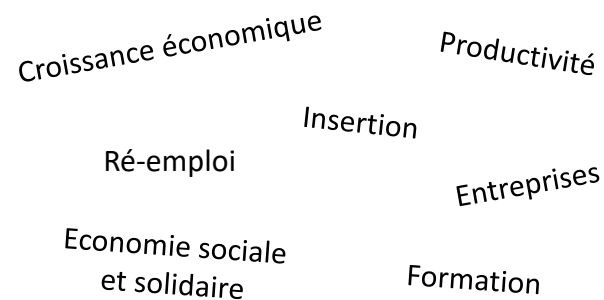 Croissance économique
Productivité
Insertion
Ré-emploi
Entreprises
Economie sociale
et solidaire
Formation